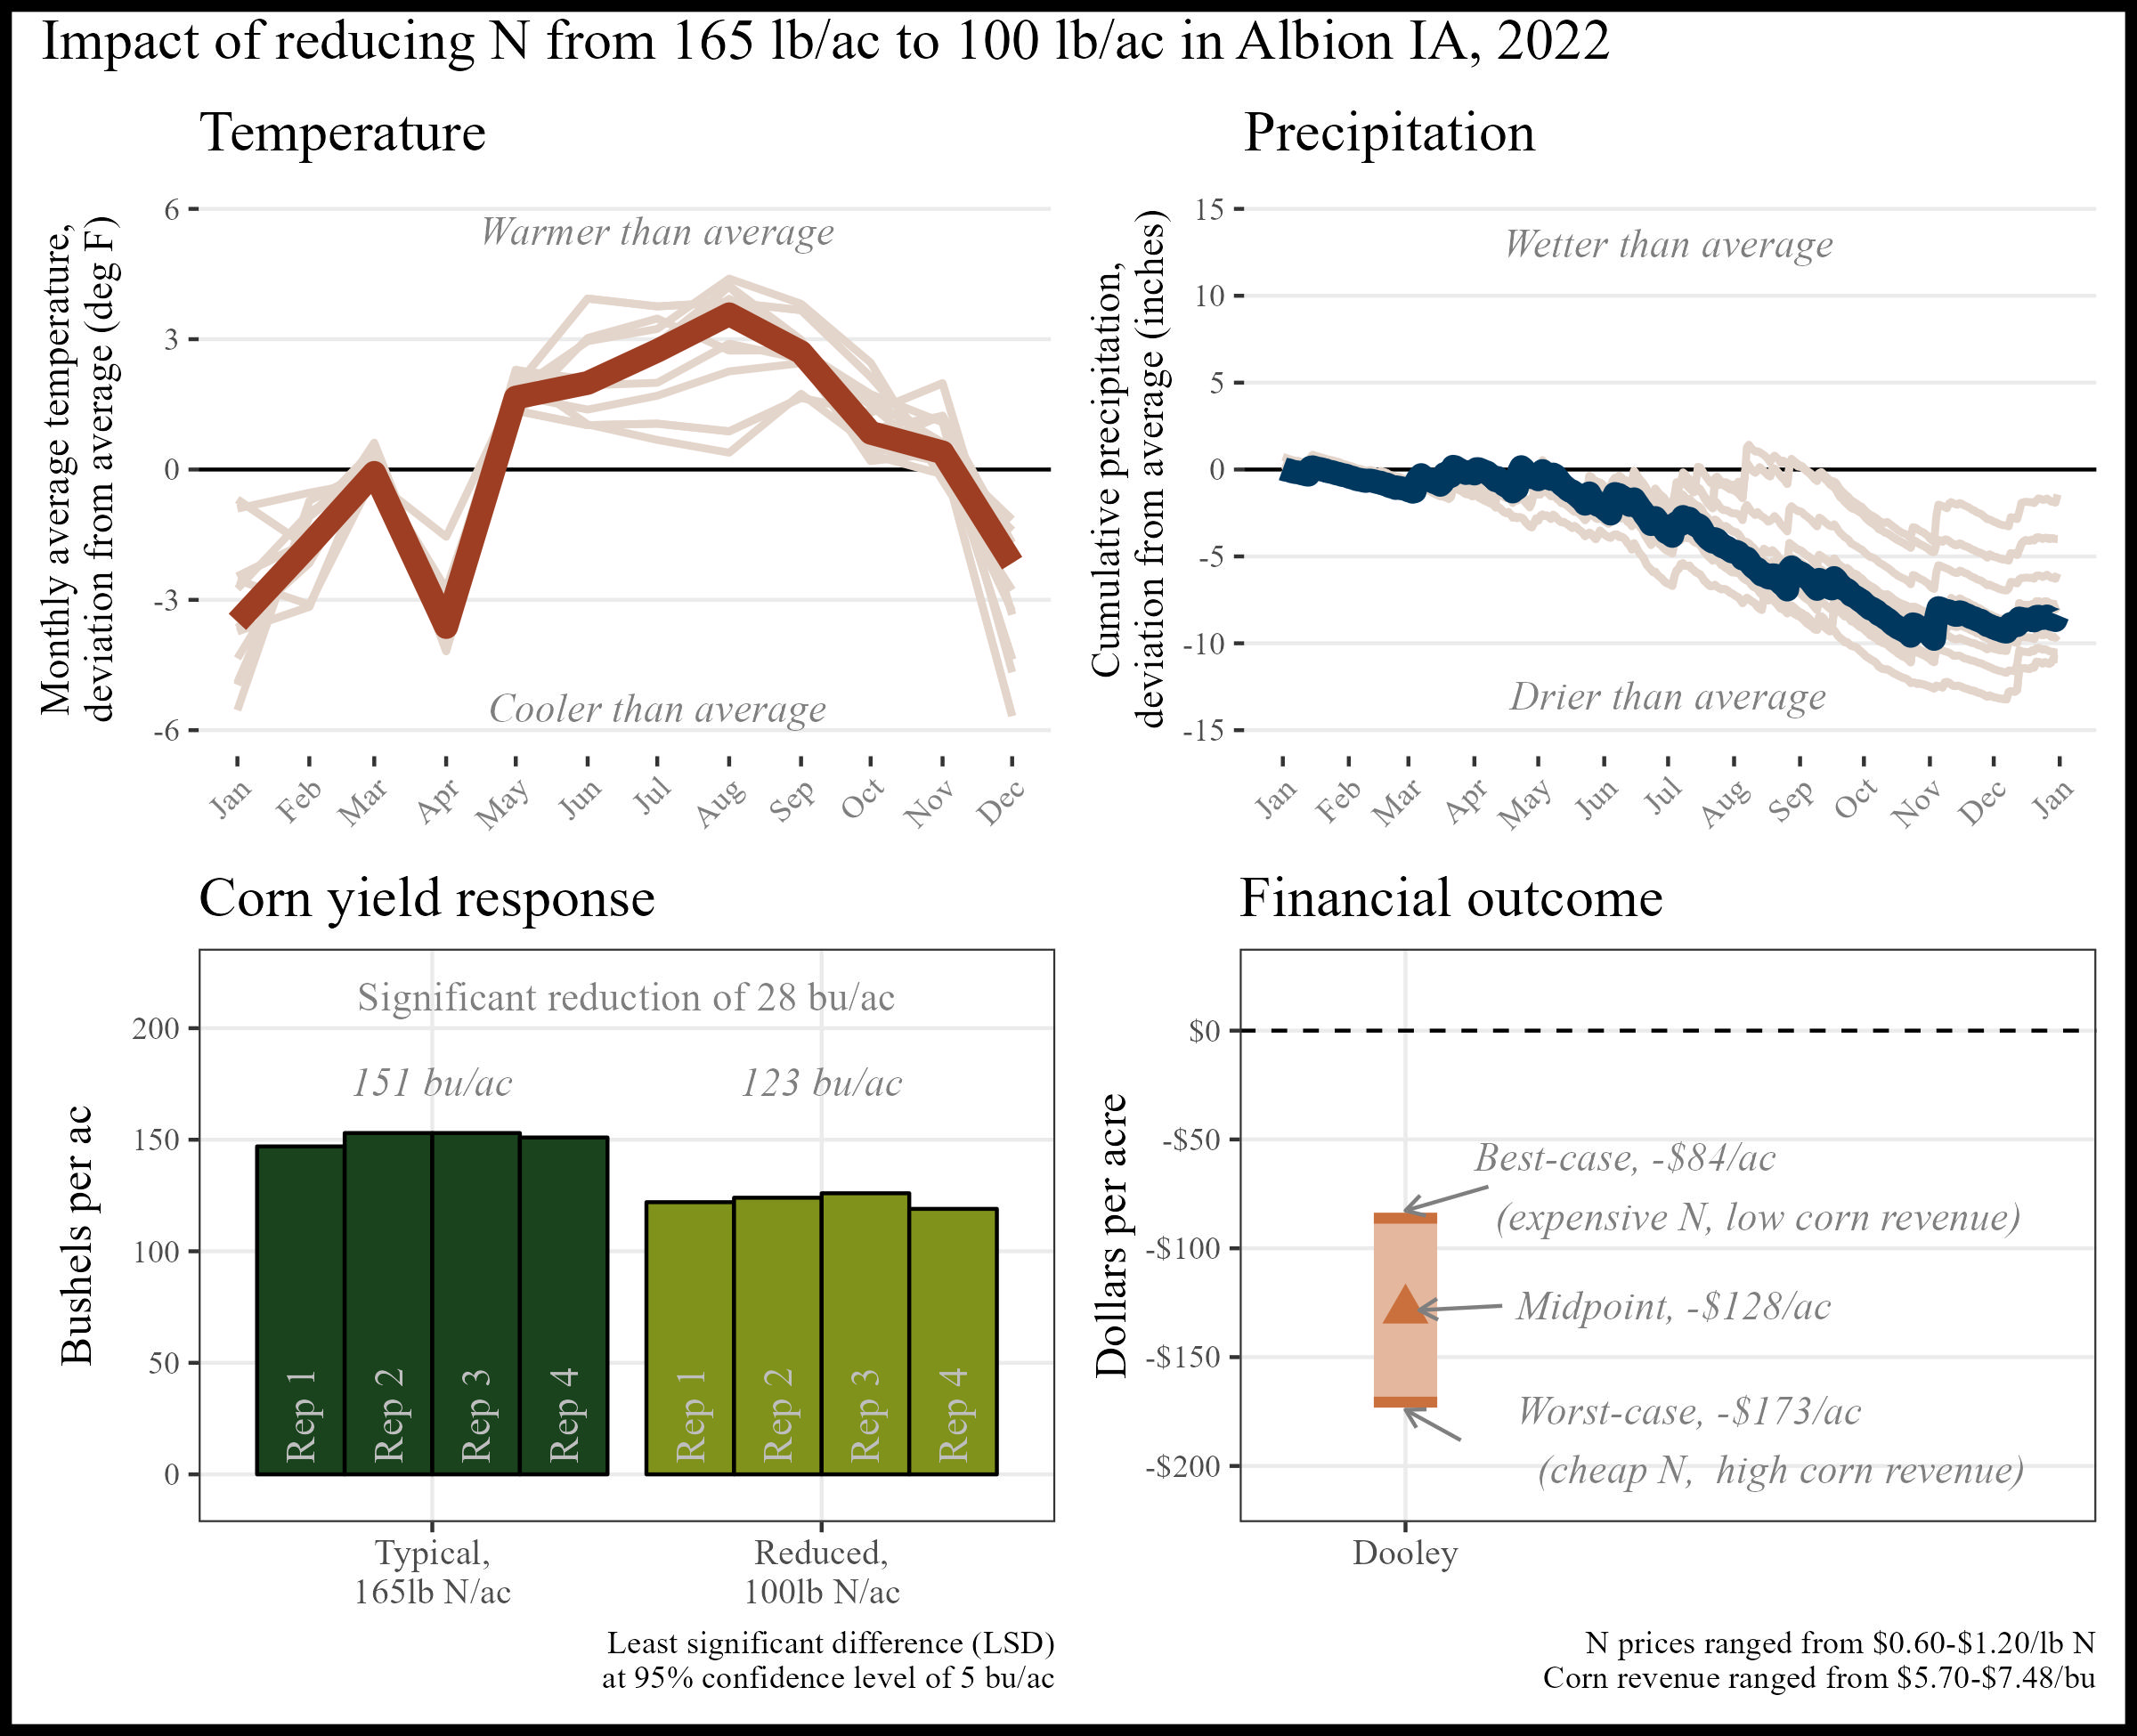 Impact of reducing N from 165 lb/ac to 100 lb/ac in Albion IA, 2022
Temperature
Monthly average temperature,
deviation from average (deg F)
6
3
0
-3
-6
Warmer than average
Cooler than average
Jan
Feb
Mar
Apr
May
Jun
Jul
Aug
Sep
Oct
Nov
Dec
Precipitation
Cumulative precipitation,
deviation from average (inches)
15
10
5
0
-5
-10
-15
Wetter than average
Drier than average
Jan
Feb
Mar
Apr
May
Jun
Jul
Aug
Sep
Oct
Nov
Dec
Jan
Corn yield response
Bushels per ac
200
150
100
50
0
Significant reduction of 28 bu/ac
151 bu/ac
123 bu/ac
Rep 1
Rep 2
Rep 3
Rep 4
Rep 1
Rep 2
Rep 3
Rep 4
Typical,
165lb N/ac
Reduced,
100lb N/ac
Least significant difference (LSD)
at 95% confidence level of 5 bu/ac
Financial outcome
Dollars per acre
$0
-$50
-$100
-$150
-$200
Best-case, -$84/ac
(expensive N, low corn revenue)
Midpoint, -$128/ac
Worst-case, -$173/ac
(cheap N,  high corn revenue)
Dooley
N prices ranged from $0.60-$1.20/lb N
Corn revenue ranged from $5.70-$7.48/bu